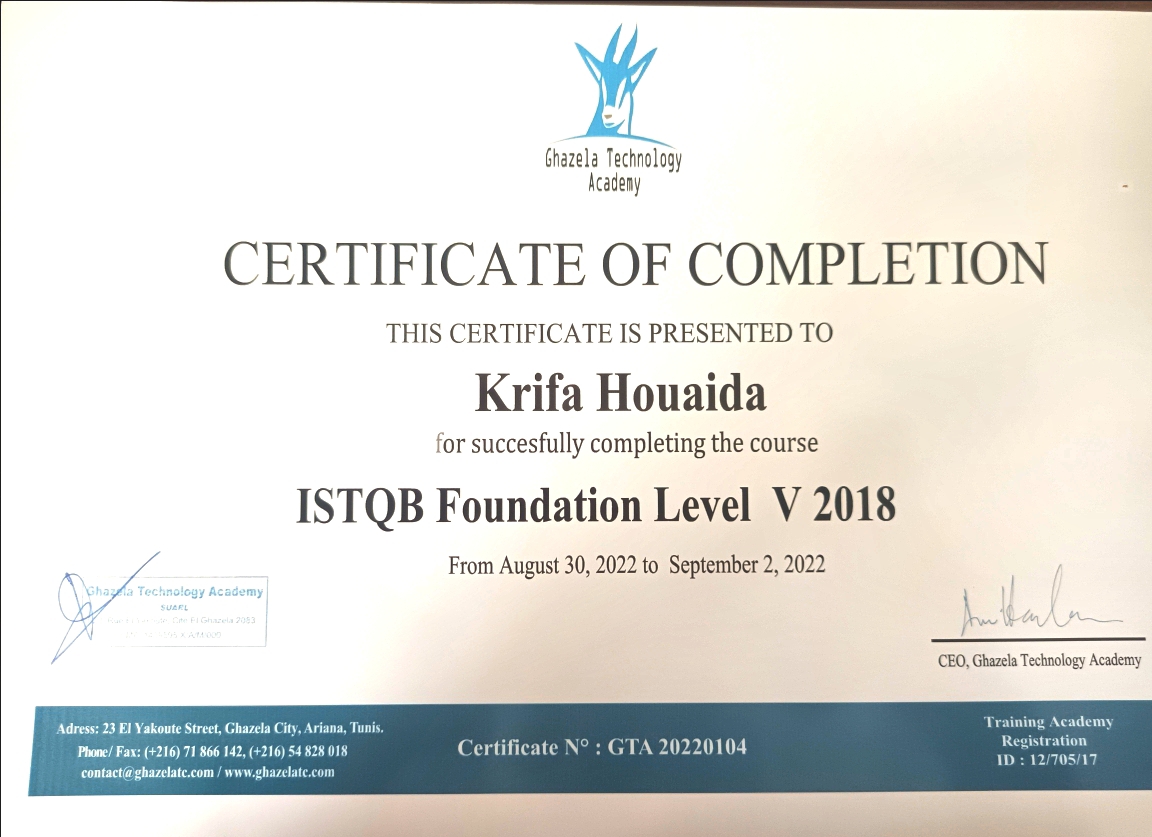 Ghazela Technology
Academy
CERTIFICATE OF COMPLETION
THIS CERTIFICATE IS PRESENTED TO
Krifa Houaida
for succesfully completing the course
ISTQB Foundation Level V 2018
From August 30, 2022 to September 2, 2022
Ghazela Technology Academy
SUARL
Cite El Ghazela 2083
CEO, Ghazela Technology Academy
Adress: 23 El Yakoute Street, Ghazela City, Ariana, Tunis.
Phone/ Fax: (+216) 71 866 142, (+216) 54 828 018
contact@ghazelatc.com / www.ghazelatc.com
Certificate N° : GTA 20220104
Training Academy
Registration
ID : 12/705/17